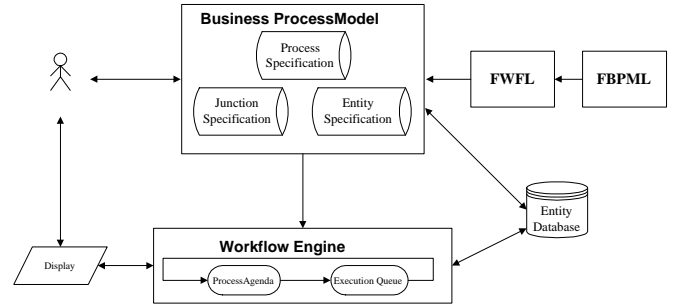 Business ProcessModel
Process
Specification
Junction
Specification
Entity
Specification
FWFL
FBPML
Entity
Database
Workflow Engine
Display
ProcessAgenda
Execution Queue